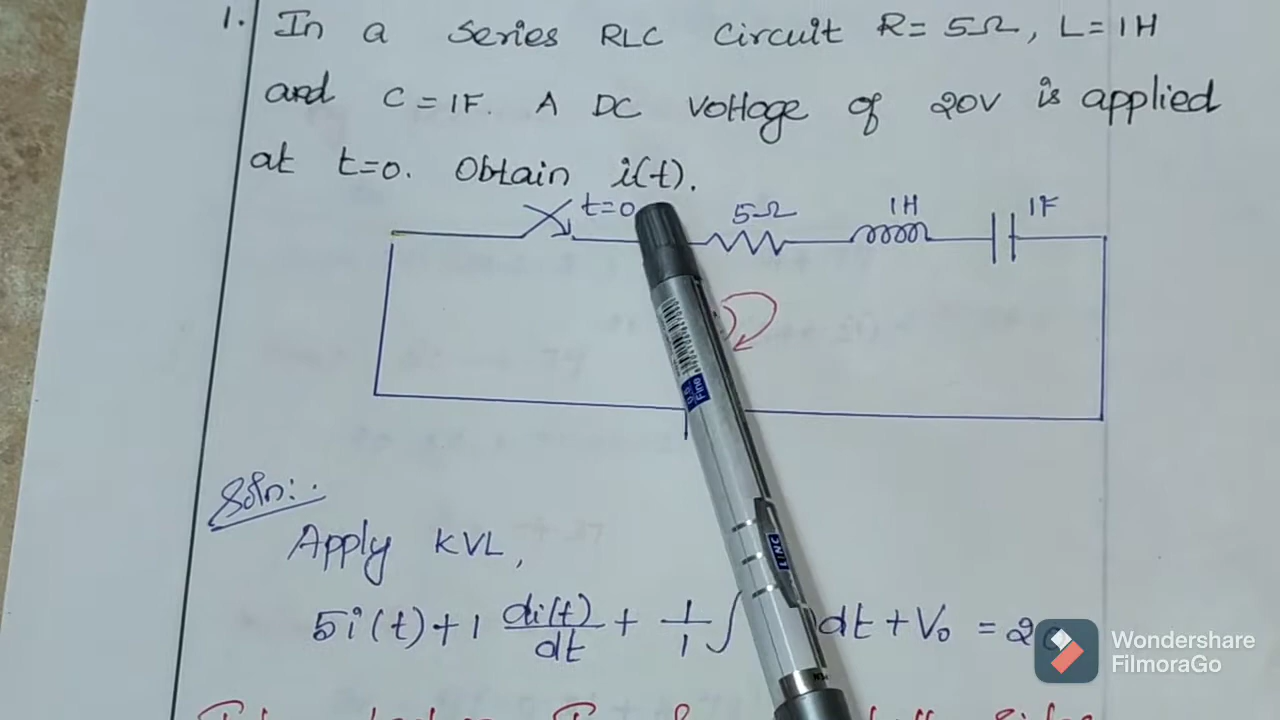 1. In a Series RLC Circuit R= 5Ω, L= 1H
and C = 1F. A DC Voltage of 20V is applied
at t=0. Obtain i(t).
t=0 5Ω 1H 1F
Soln:.
Apply KVL,
5i(t)+1 di(t)/dt + 1/1 ∫ dt + V₀ = 20
Wondershare
FilmoraGo